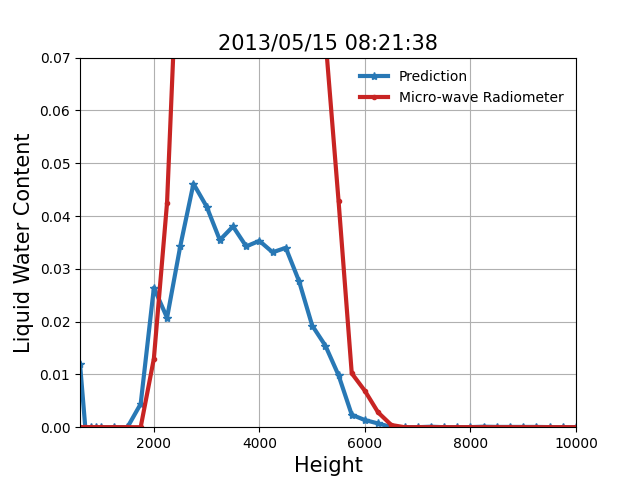 2013/05/15 08:21:38
Prediction
Micro-wave Radiometer
Liquid Water Content
0.07
0.06
0.05
0.04
0.03
0.02
0.01
0.00
2000 4000 6000 8000 10000
Height